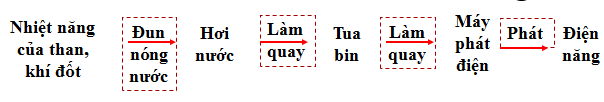 Nhiệt năng
của than,
khí đốt
Đun
nóng
nước
Hơi
nước
Làm
quay
Tua
bin
Làm
quay
Máy
phát
điện
Phát
Điện
năng